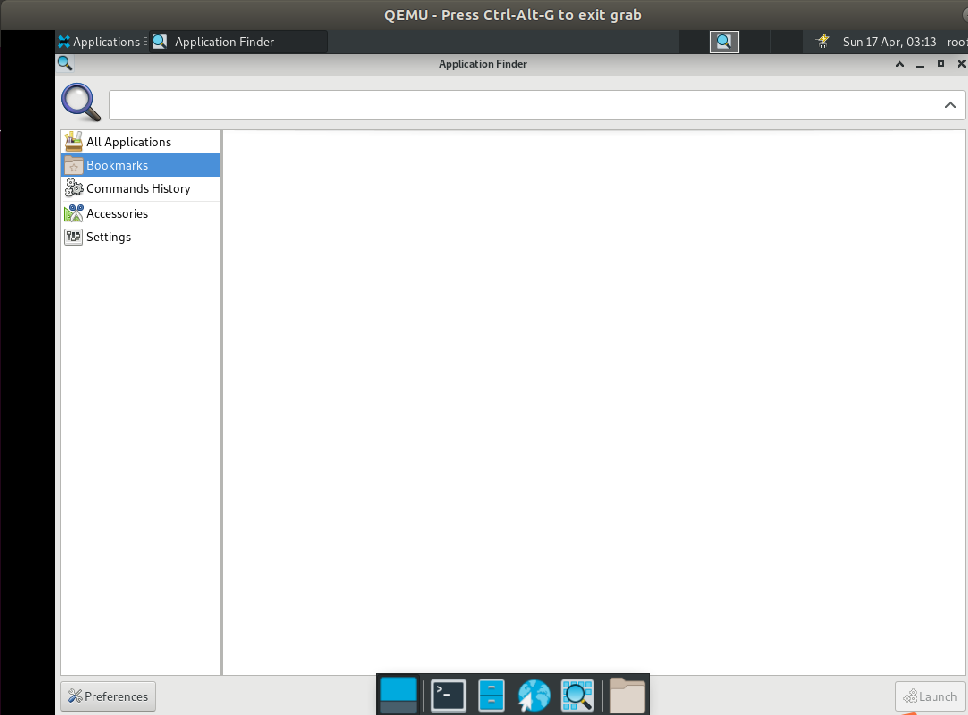 QEMU - Press Ctrl-Alt-G to exit grab
Applications Application Finder Sun 17 Apr, 03:13 root
Application Finder
All Applications
Bookmarks
Commands History
Accessories
Settings
Preferences Launch